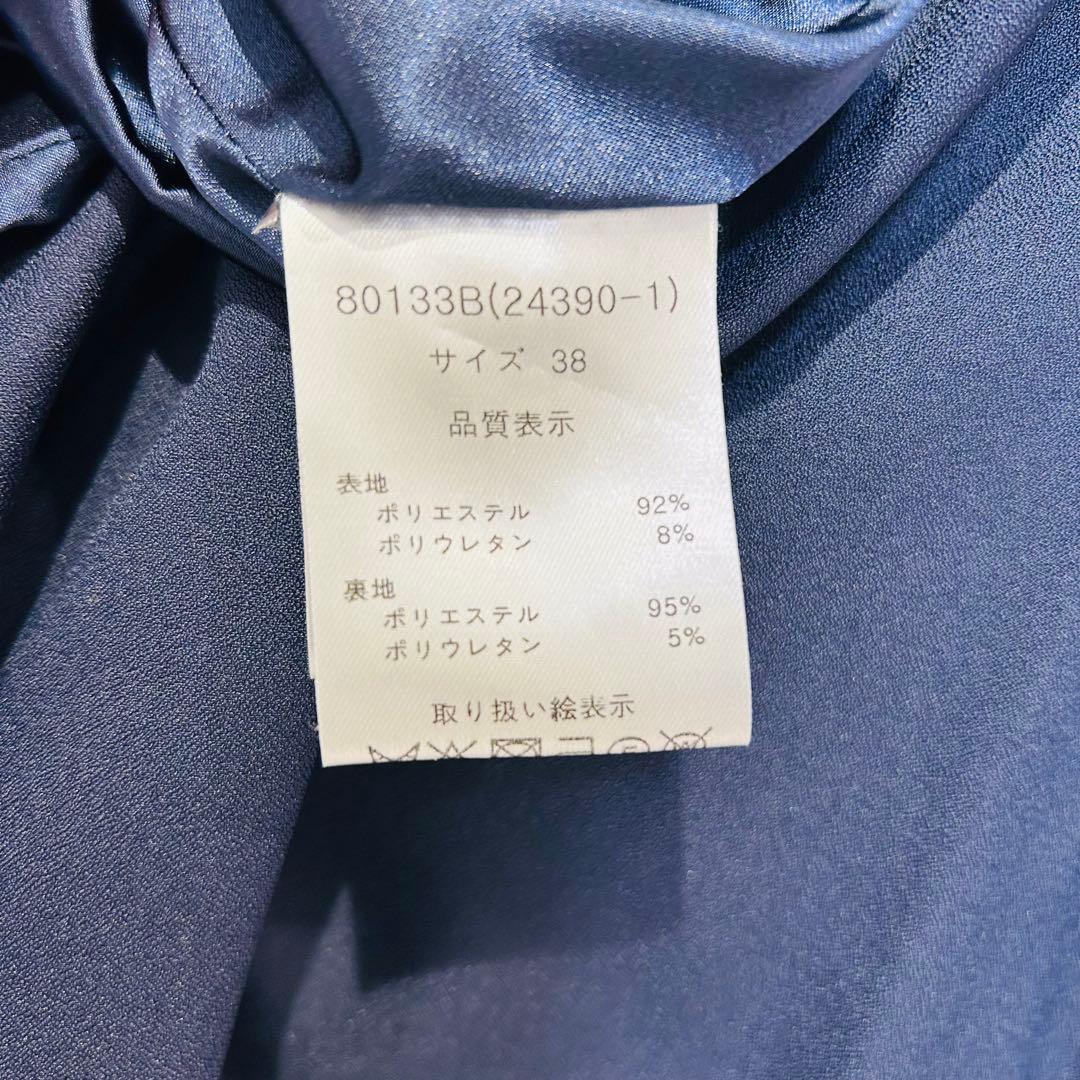 80133B(24390-1)
サイズ 38
品質表示
表地
ポリエステル 92%
ポリウレタン 8%
裏地
ポリエステル 95%
ポリウレタン 5%
取り扱い絵表示